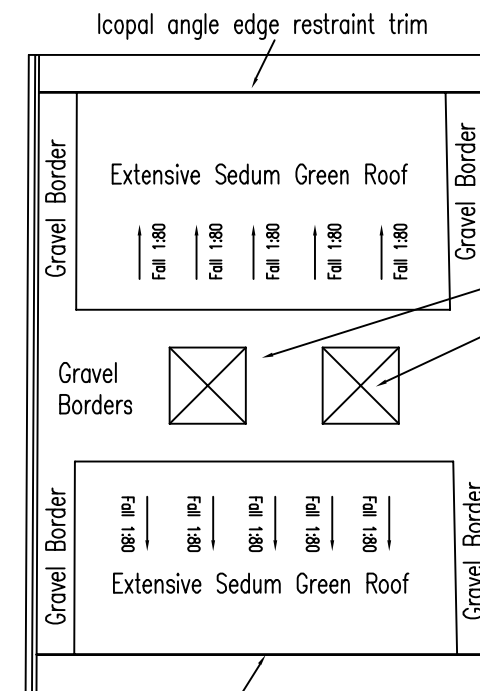 Icopal angle edge restraint trim
Gravel Border
Gravel Border
Extensive Sedum Green Roof
Fall 1:80
Fall 1:80
Fall 1:80
Fall 1:80
Fall 1:80
Gravel
Borders
Gravel Border
Gravel Border
Fall 1:80
Fall 1:80
Fall 1:80
Fall 1:80
Fall 1:80
Extensive Sedum Green Roof